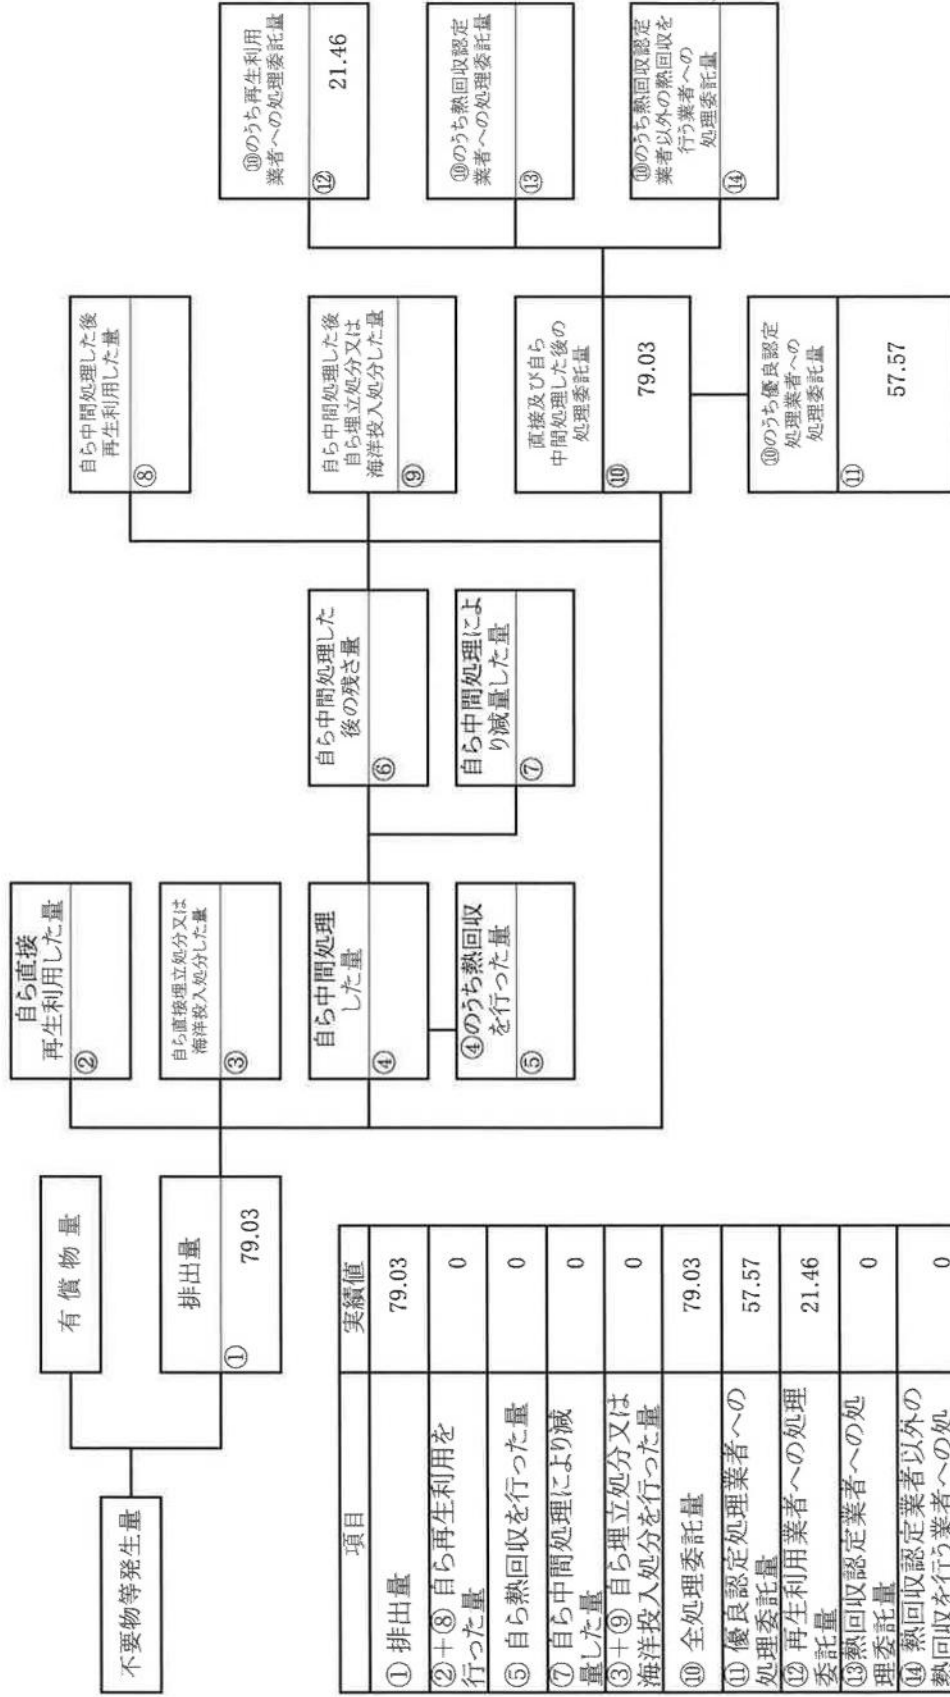 不要物等発生量
有償物量
排出量
①
79.03
自ら直接
再生利用した量
②
自ら直接埋立処分又は
海洋投入処分した量
③
自ら中間処理
した量
④
④のうち熱回収
を行った量
⑤
自ら中間処理した
後の残さ量
⑥
自ら中間処理によ
り減量した量
⑦
自ら中間処理した後
再生利用した量
⑧
自ら中間処理した後
自ら埋立処分又は
海洋投入処分した量
⑨
直接及び自ら
中間処理した後の
処理委託量
⑩
79.03
⑩のうち優良認定
処理業者への
処理委託量
⑪
57.57
⑩のうち再生利用
業者への処理委託量
⑫
21.46
⑩のうち熱回収認定
業者への処理委託量
⑬
⑩のうち熱回収認定
業者以外の熱回収を
行う業者への
処理委託量
⑭
項目 実績値
① 排出量 79.03
②+⑧ 自ら再生利用を
行った量 0
⑤ 自ら熱回収を行った量 0
⑦ 自ら中間処理により減
量した量 0
③+⑨ 自ら埋立処分又は
海洋投入処分を行った量 0
⑩ 全処理委託量 79.03
⑪ 優良認定処理業者への
処理委託量 57.57
⑫ 再生利用業者への処理
委託量 21.46
⑬熱回収認定業者への処
理委託量 0
⑭ 熱回収認定業者以外の
熱回収を行う業者への処 0